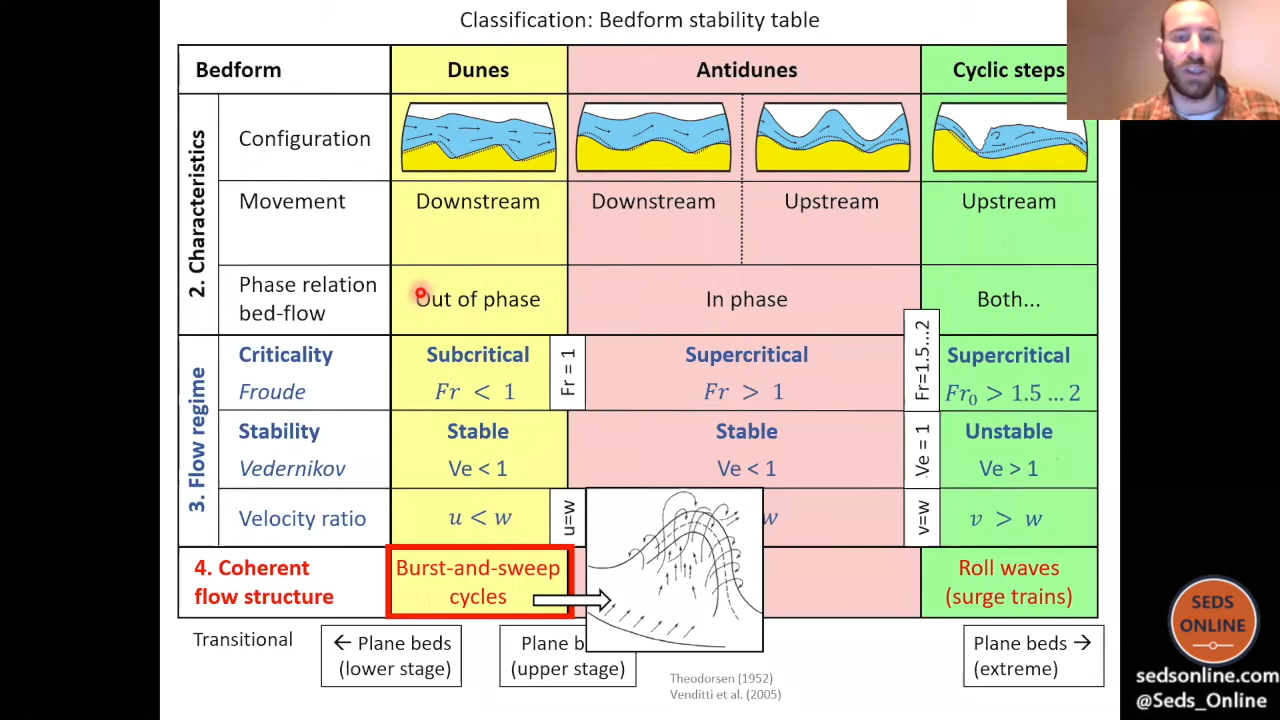 Classification: Bedform stability table
Bedform
Dunes
Antidunes
Cyclic steps
2. Characteristics
Configuration
Movement
Downstream
Downstream
Upstream
Upstream
Phase relation
bed-flow
Out of phase
In phase
Both...
3. Flow regime
Criticality
Froude
Subcritical
Fr < 1
Fr = 1
Supercritical
Fr > 1
Fr=1.5...2
Supercritical
Fr₀ > 1.5 ... 2
Stability
Vedernikov
Stable
Ve < 1
Stable
Ve < 1
Ve = 1
Unstable
Ve > 1
Velocity ratio
u < w
u=w
w
v=w
v > w
4. Coherent
flow structure
Burst-and-sweep
cycles
Roll waves
(surge trains)
Transitional
← Plane beds
(lower stage)
Plane b
(upper stage)
Plane beds →
(extreme)
Theodorsen (1952)
Venditti et al. (2005)
SEDS
ONLINE
sedsonline.com
@Seds_Online